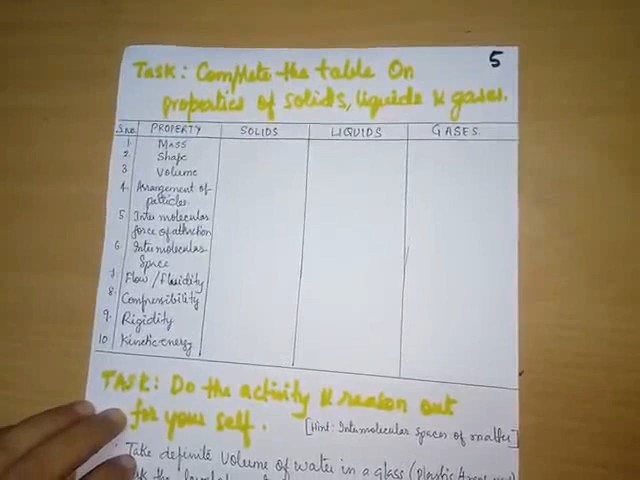 5
Task: Complete the table On
properties of solids, liquids & gases.
S.No. PROPERTY SOLIDS LIQUIDS GASES.
1. Mass
2. Shape
3. Volume
4. Arrangement of
particles.
5. Inter molecular
force of attraction
6. Intermolecular
Space
7. Flow/fluidity
8. Compressibility
9. Rigidity
10. Kinetic energy
TASK: Do the activity & reason out
for your self.
[Hint: Intermolecular spaces of matter]
Take definite volume of water in a glass (plastic